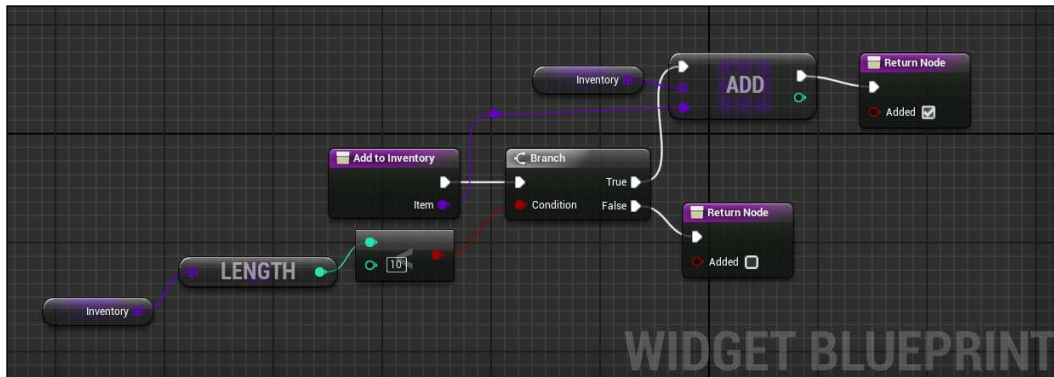 Inventory
ADD
Return Node
Added
Add to Inventory
Item
Branch
True
Condition
False
Return Node
Added
LENGTH
<
10
Inventory
WIDGET BLUEPRINT